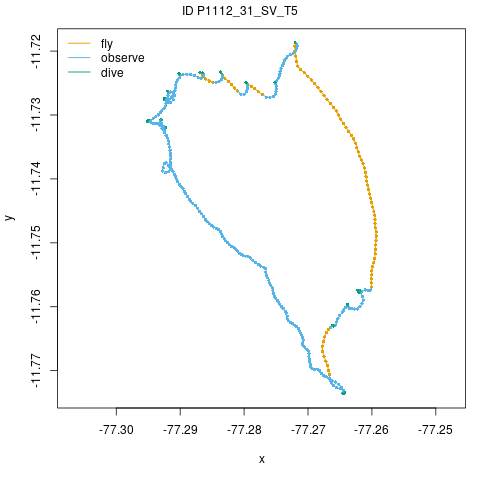 ID P1112_31_SV_T5
fly
observe
dive
-11.72
-11.73
-11.74
-11.75
-11.76
-11.77
y
-77.30
-77.29
-77.28
-77.27
-77.26
-77.25
x